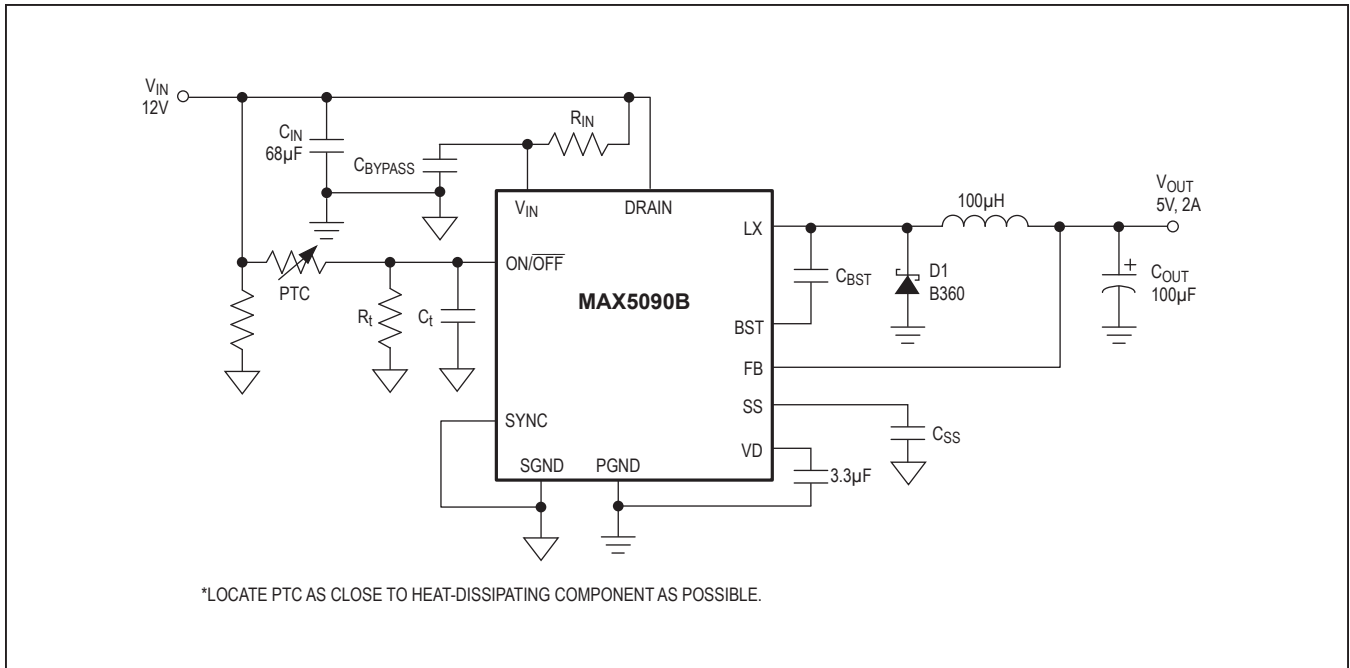 VIN
12V
CIN
68µF
CBYPASS
RIN
VIN
DRAIN
LX
100µH
VOUT
5V, 2A
PTC
ON/OFF
Rt
Ct
MAX5090B
CBST
D1
B360
COUT
100µF
+
BST
FB
SS
CSS
SYNC
VD
3.3µF
SGND
PGND
*LOCATE PTC AS CLOSE TO HEAT-DISSIPATING COMPONENT AS POSSIBLE.